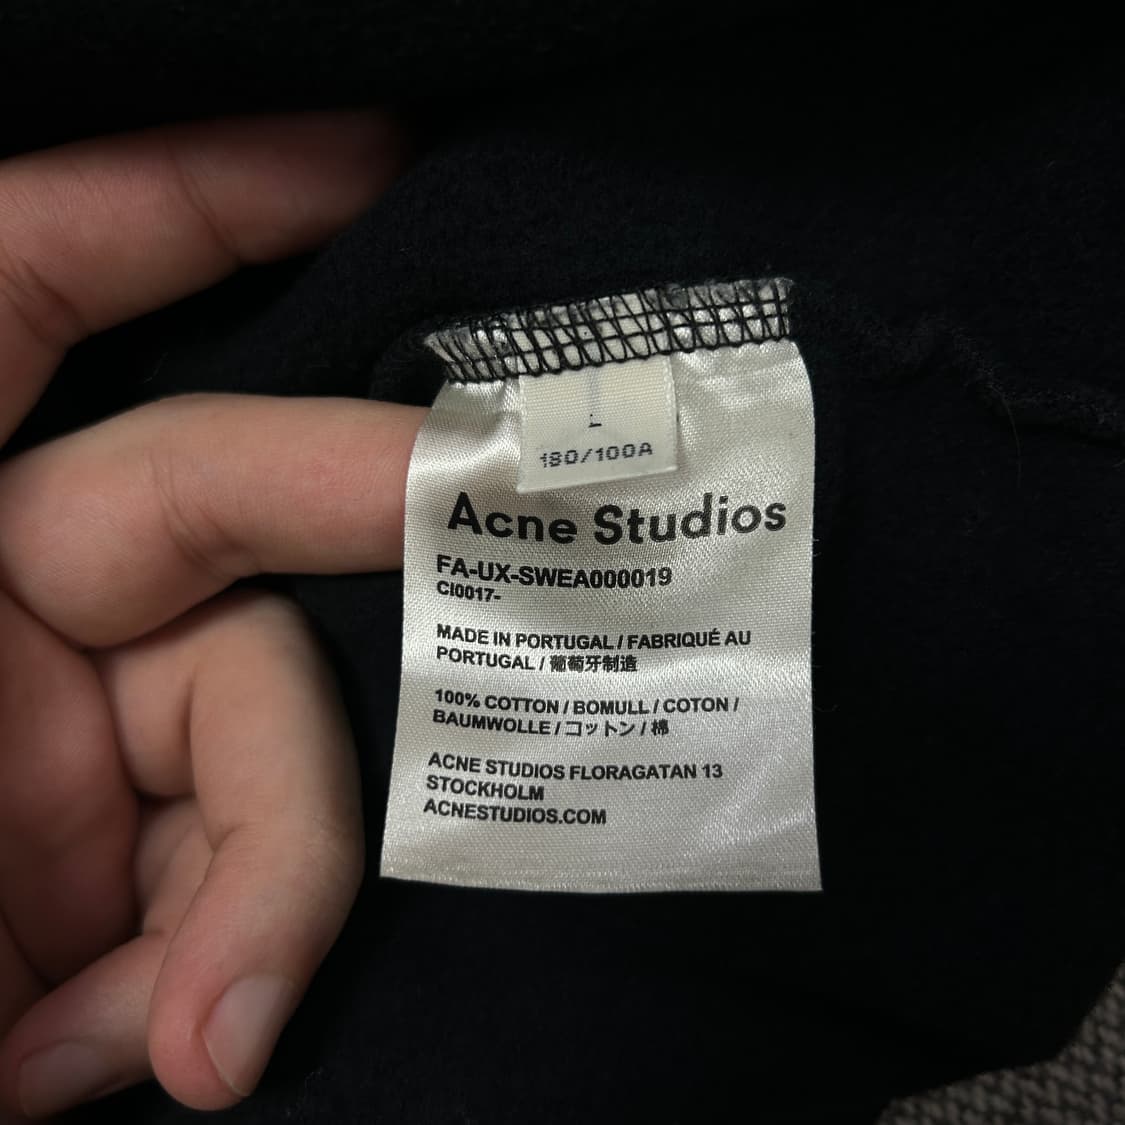 L
180/100A
Acne Studios
FA-UX-SWEA000019
CI0017-
MADE IN PORTUGAL / FABRIQUÉ AU
PORTUGAL / 葡萄牙制造
100% COTTON / BOMULL / COTON /
BAUMWOLLE / コットン / 棉
ACNE STUDIOS FLORAGATAN 13
STOCKHOLM
ACNESTUDIOS.COM